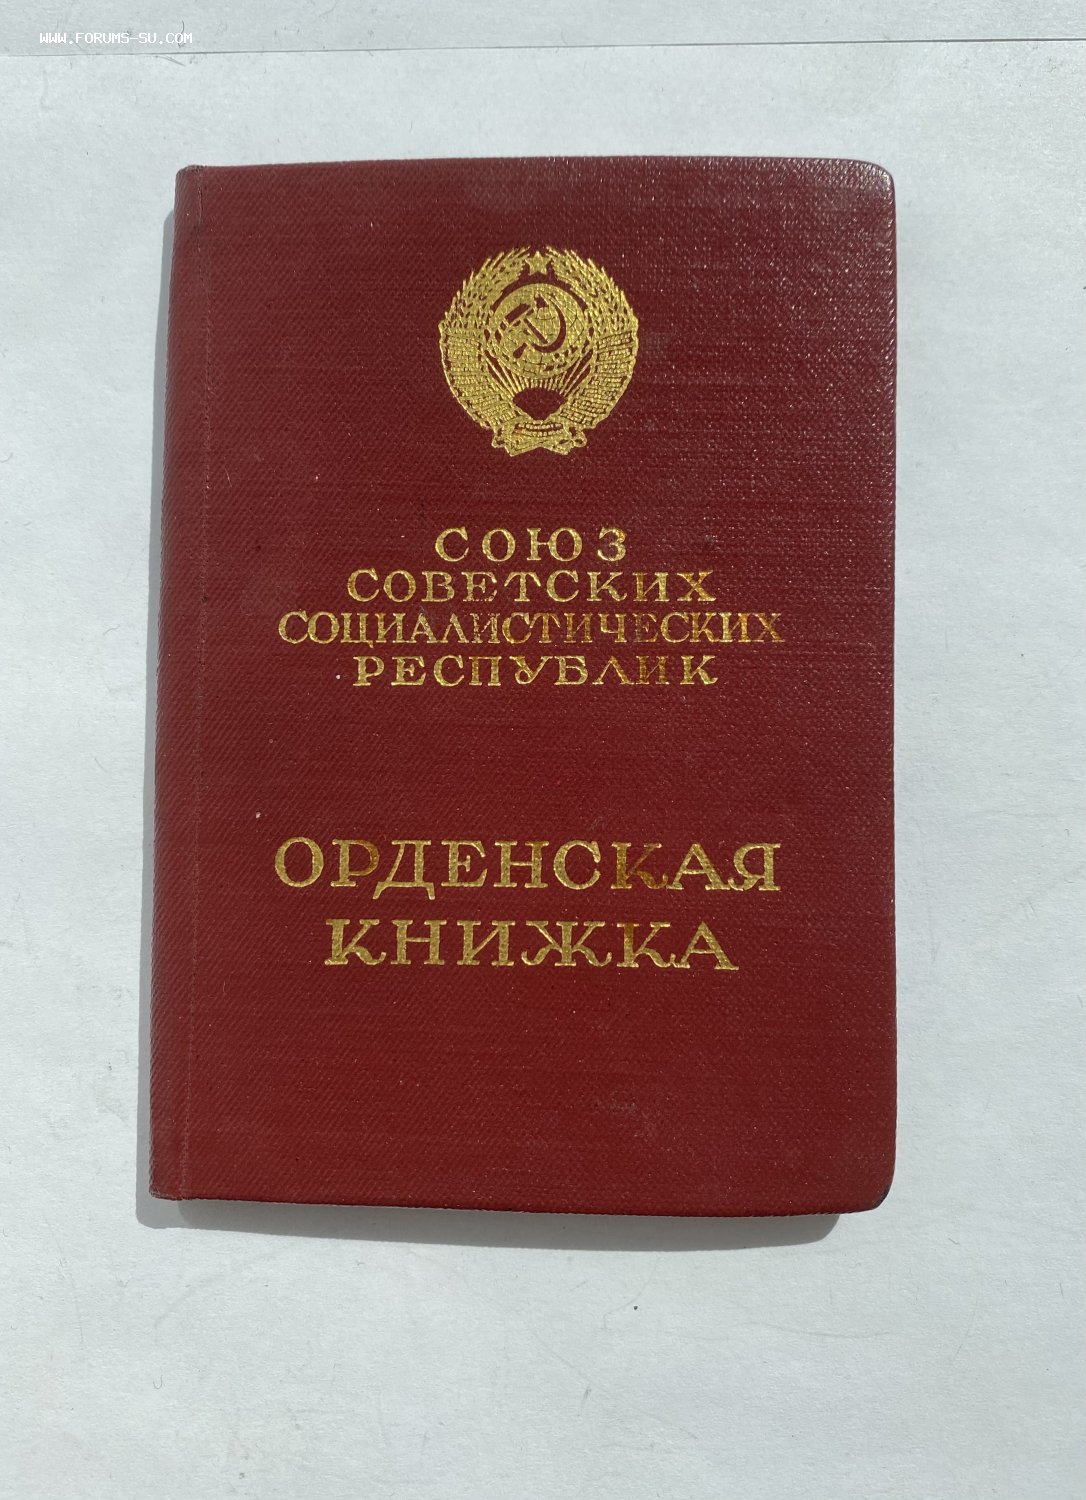 WWW.FORUMS-SU.COM
СОЮЗ
СОВЕТСКИХ
СОЦИАЛИСТИЧЕСКИХ
РЕСПУБЛИК
ОРДЕНСКАЯ
КНИЖКА